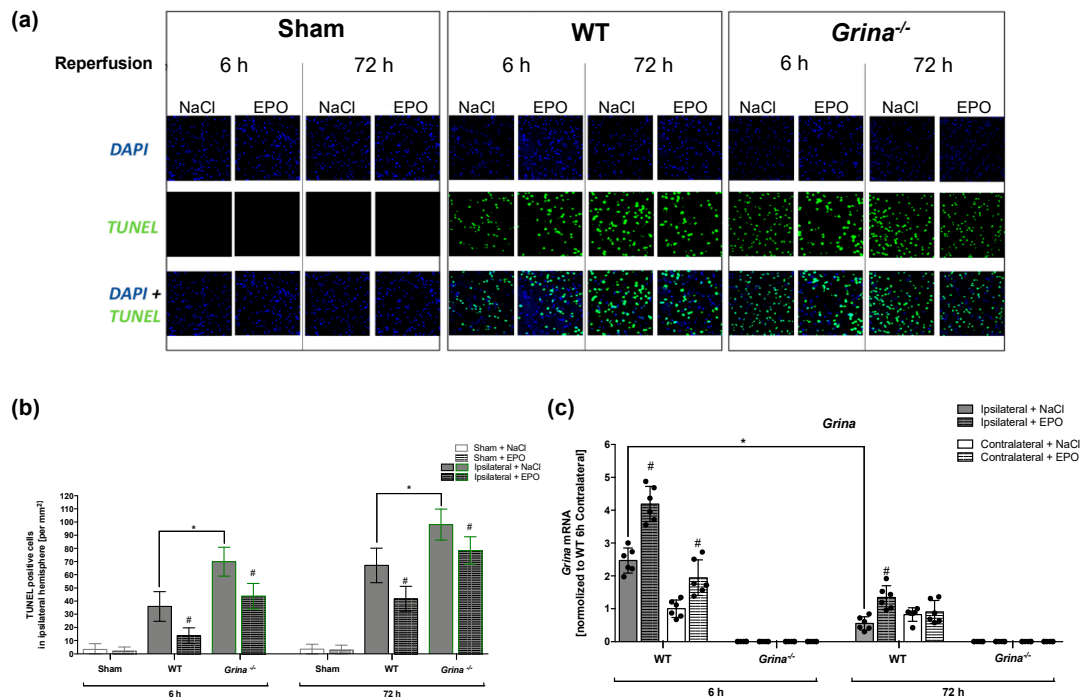 (a)
Sham
WT
Grina-/-
Reperfusion
6 h
72 h
6 h
72 h
6 h
72 h
NaCl
EPO
NaCl
EPO
NaCl
EPO
NaCl
EPO
NaCl
EPO
NaCl
EPO
DAPI
TUNEL
DAPI +
TUNEL
(b)
Sham + NaCl
Sham + EPO
Ipsilateral + NaCl
Ipsilateral + EPO
TUNEL positive cells
in ipsilateral hemisphere [per mm²]
120
110
100
90
80
70
60
50
40
30
20
10
0
*
#
#
*
#
#
Sham
WT
Grina -/-
Sham
WT
Grina -/-
6 h
72 h
(c)
Ipsilateral + NaCl
Ipsilateral + EPO
Contralateral + NaCl
Contralateral + EPO
Grina
Grina mRNA
[normalized to WT 6h Contralateral]
6
5
4
3
2
1
0
*
#
#
#
WT
Grina-/-
WT
Grina-/-
6 h
72 h